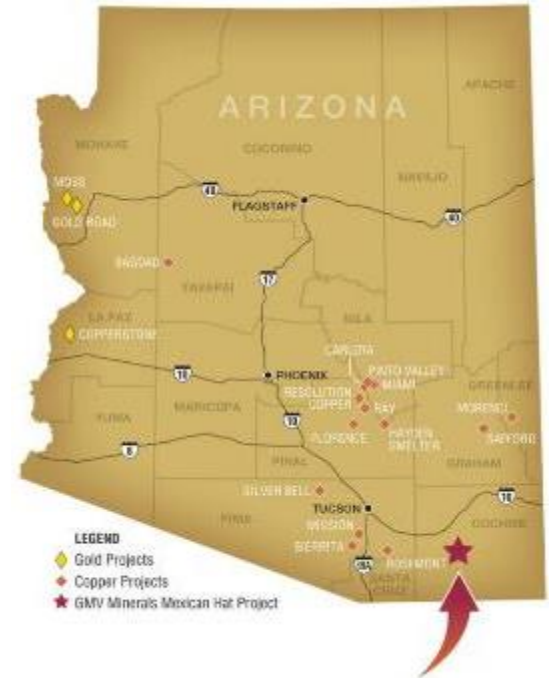 ARIZONA
APACHE
MOHAVE
COCONINO
NAVAJO
MOSS
GOLD ROAD
40
FLAGSTAFF
40
BAGDAD
17
YAVAPAI
LA PAZ
GILA
COPPERSTONE
CARLOTA
PINTO VALLEY
10
PHOENIX
MIAMI
RESOLUTION
COPPER
GREENLEE
YUMA
MARICOPA
RAY
MORENCI
10
FLORENCE
HAYDEN
SMELTER
SAFFORD
8
PINAL
GRAHAM
SILVER BELL
10
TUCSON
PIMA
MISSION
COCHISE
SIERRITA
ROSEMONT
SANTA
CRUZ
LEGEND
Gold Projects
Copper Projects
GMV Minerals Mexican Hat Project